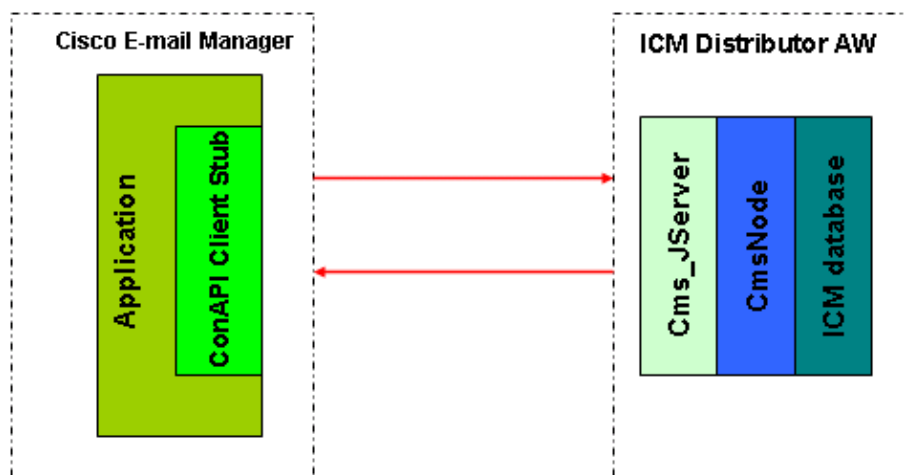 Cisco E-mail Manager
ICM Distributor AW
Application
ConAPI Client Stub
Cms_JServer
CmsNode
ICM database